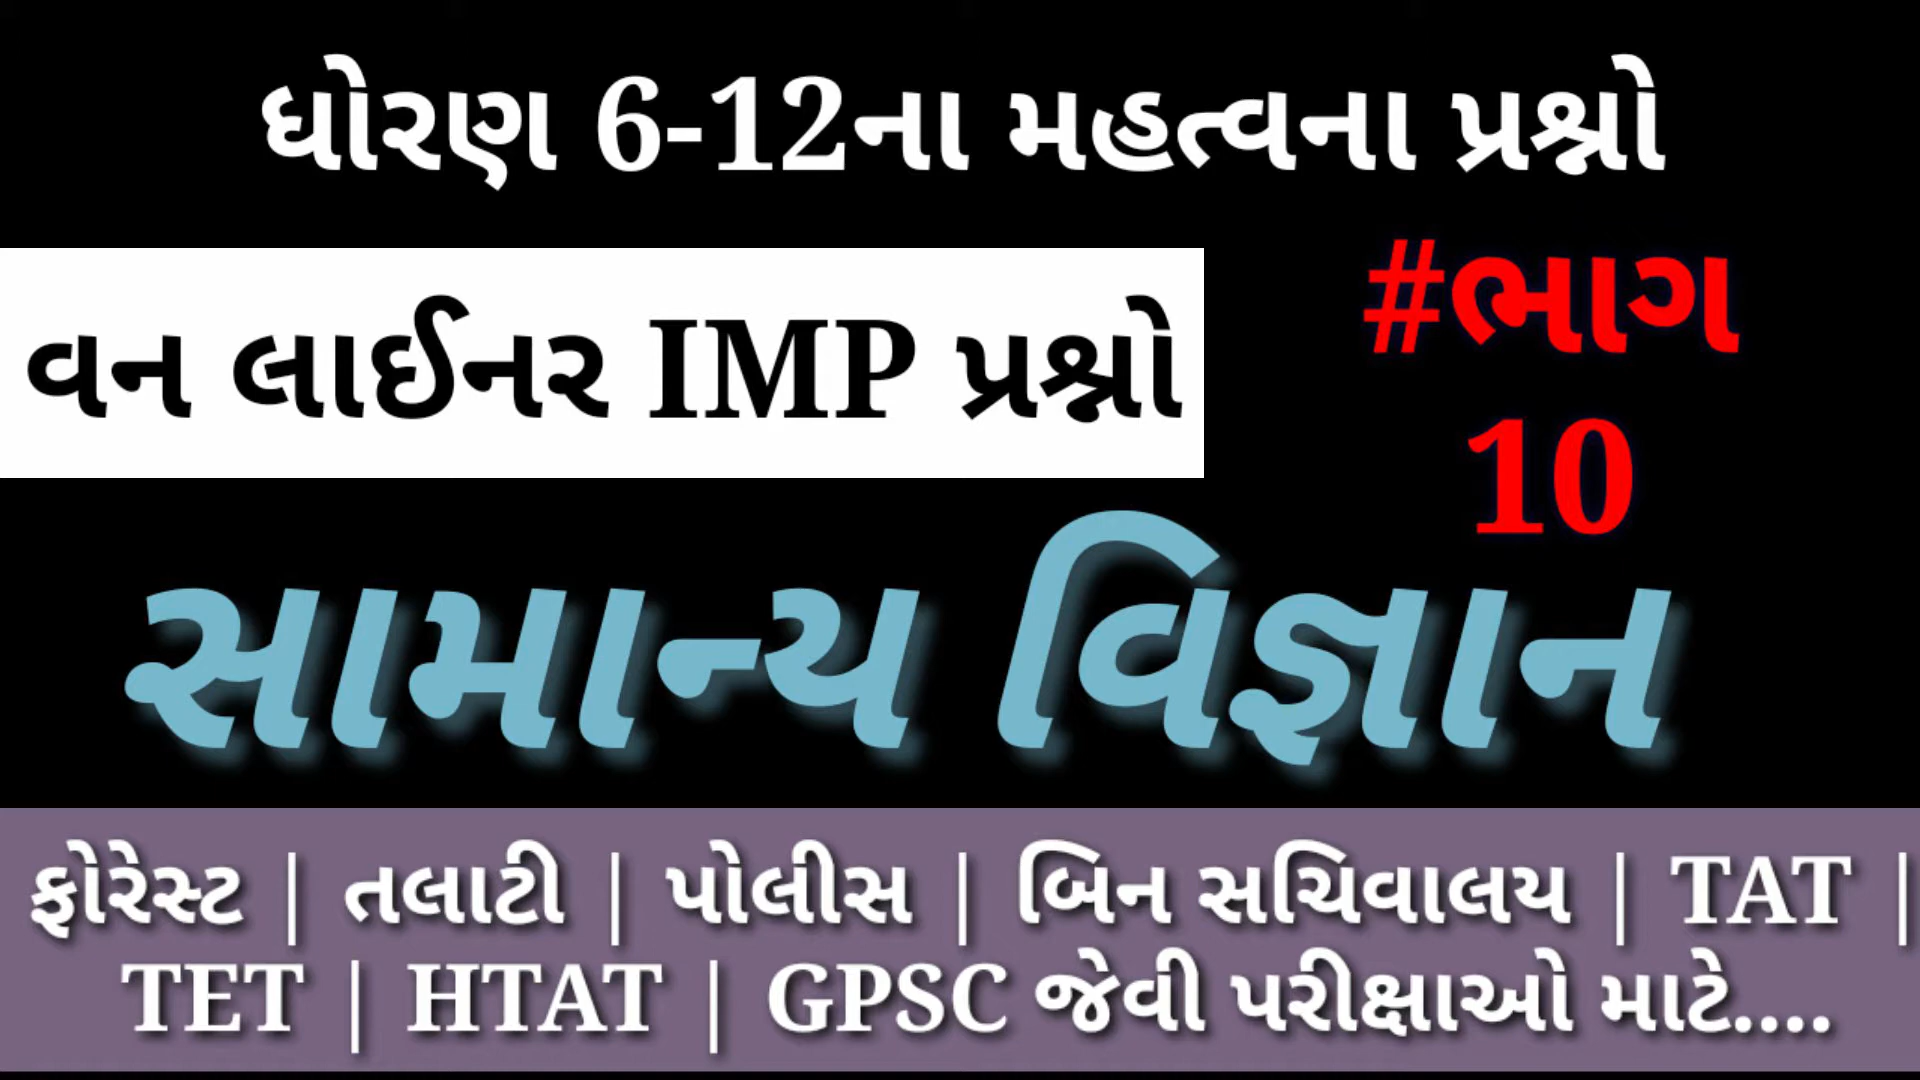 ધોરણ 6-12ના મહત્વના પ્રશ્નો
વન લાઈનર IMP પ્રશ્નો
#ભાગ
10
સામાન્ય વિજ્ઞાન
ફોરેસ્ટ | તલાટી | પોલીસ | બિન સચિવાલય | TAT |
TET | HTAT | GPSC જેવી પરીક્ષાઓ માટે....